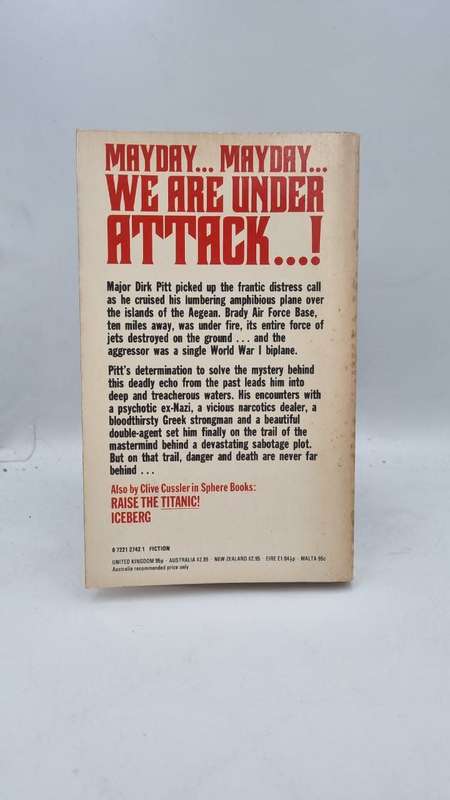 MAYDAY... MAYDAY...
WE ARE UNDER
ATTACK...!
Major Dirk Pitt picked up the frantic distress call
as he cruised his lumbering amphibious plane over
the islands of the Aegean. Brady Air Force Base,
ten miles away, was under fire, its entire force of
jets destroyed on the ground ... and the
aggressor was a single World War I biplane.
Pitt's determination to solve the mystery behind
this deadly echo from the past leads him into
deep and treacherous waters. His encounters with
a psychotic ex-Nazi, a vicious narcotics dealer, a
bloodthirsty Greek strongman and a beautiful
double-agent set him finally on the trail of the
mastermind behind a devastating sabotage plot.
But on that trail, danger and death are never far
behind ...
Also by Clive Cussler in Sphere Books:
RAISE THE TITANIC!
ICEBERG
0 7221 2742 1 FICTION
UNITED KINGDOM 95p · AUSTRALIA $2.95 · NEW ZEALAND $2.95 · EIRE £1.04½p · MALTA 95c
Australia recommended price only